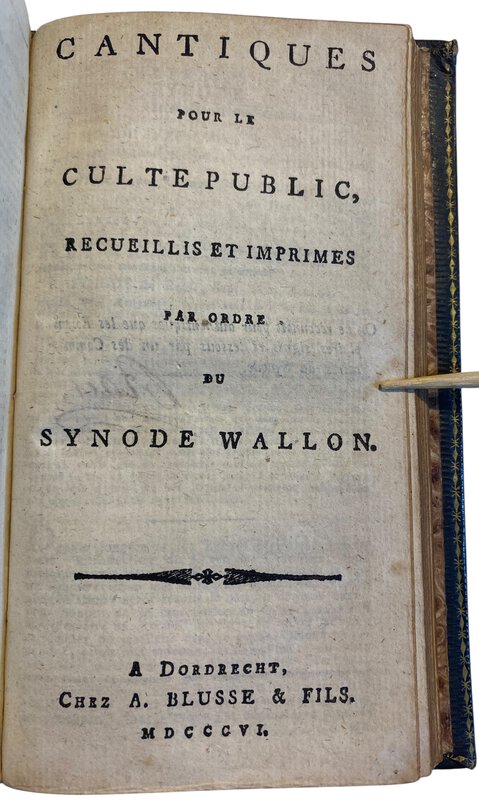 CANTIQUES
POUR LE
CULTE PUBLIC,
RECUEILLIS ET IMPRIMES
PAR ORDRE
DU
SYNODE WALLON.
A DORDRECHT,
CHEZ A. BLUSSE & FILS.
MDCCCVI.